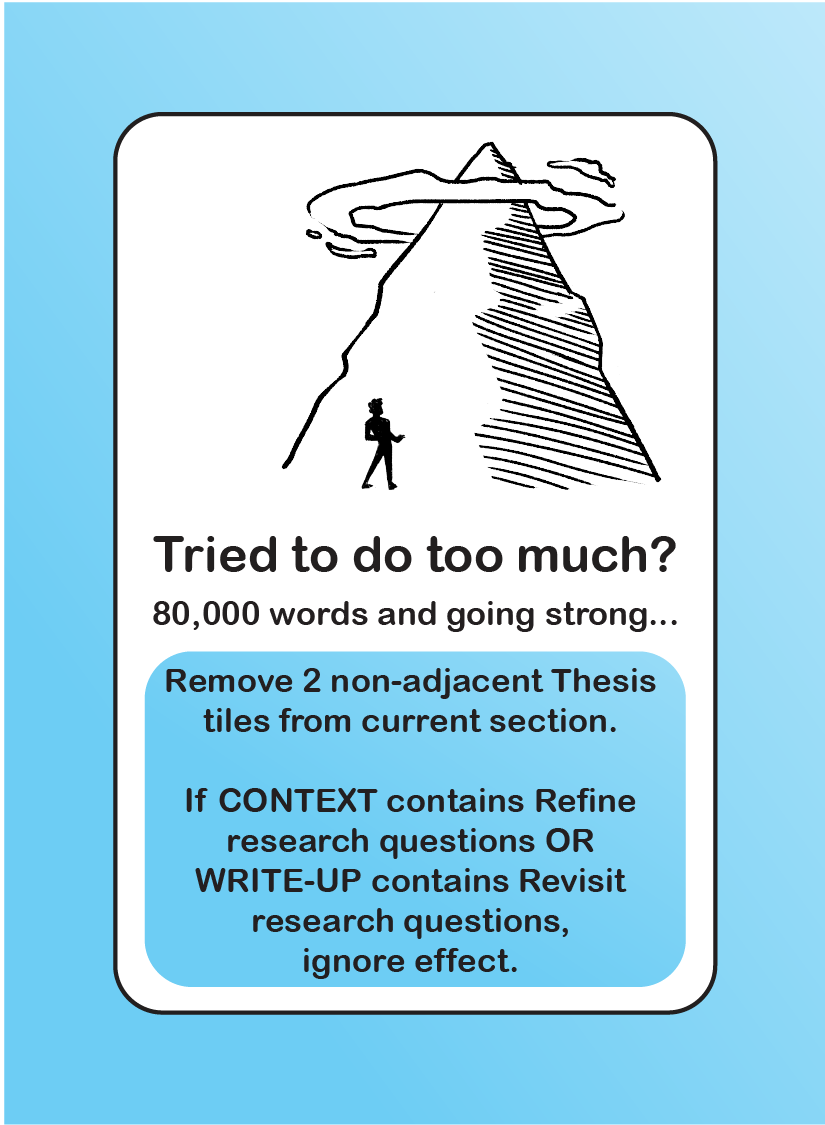 Tried to do too much?
80,000 words and going strong...
Remove 2 non-adjacent Thesis
tiles from current section.
If CONTEXT contains Refine
research questions OR
WRITE-UP contains Revisit
research questions,
ignore effect.